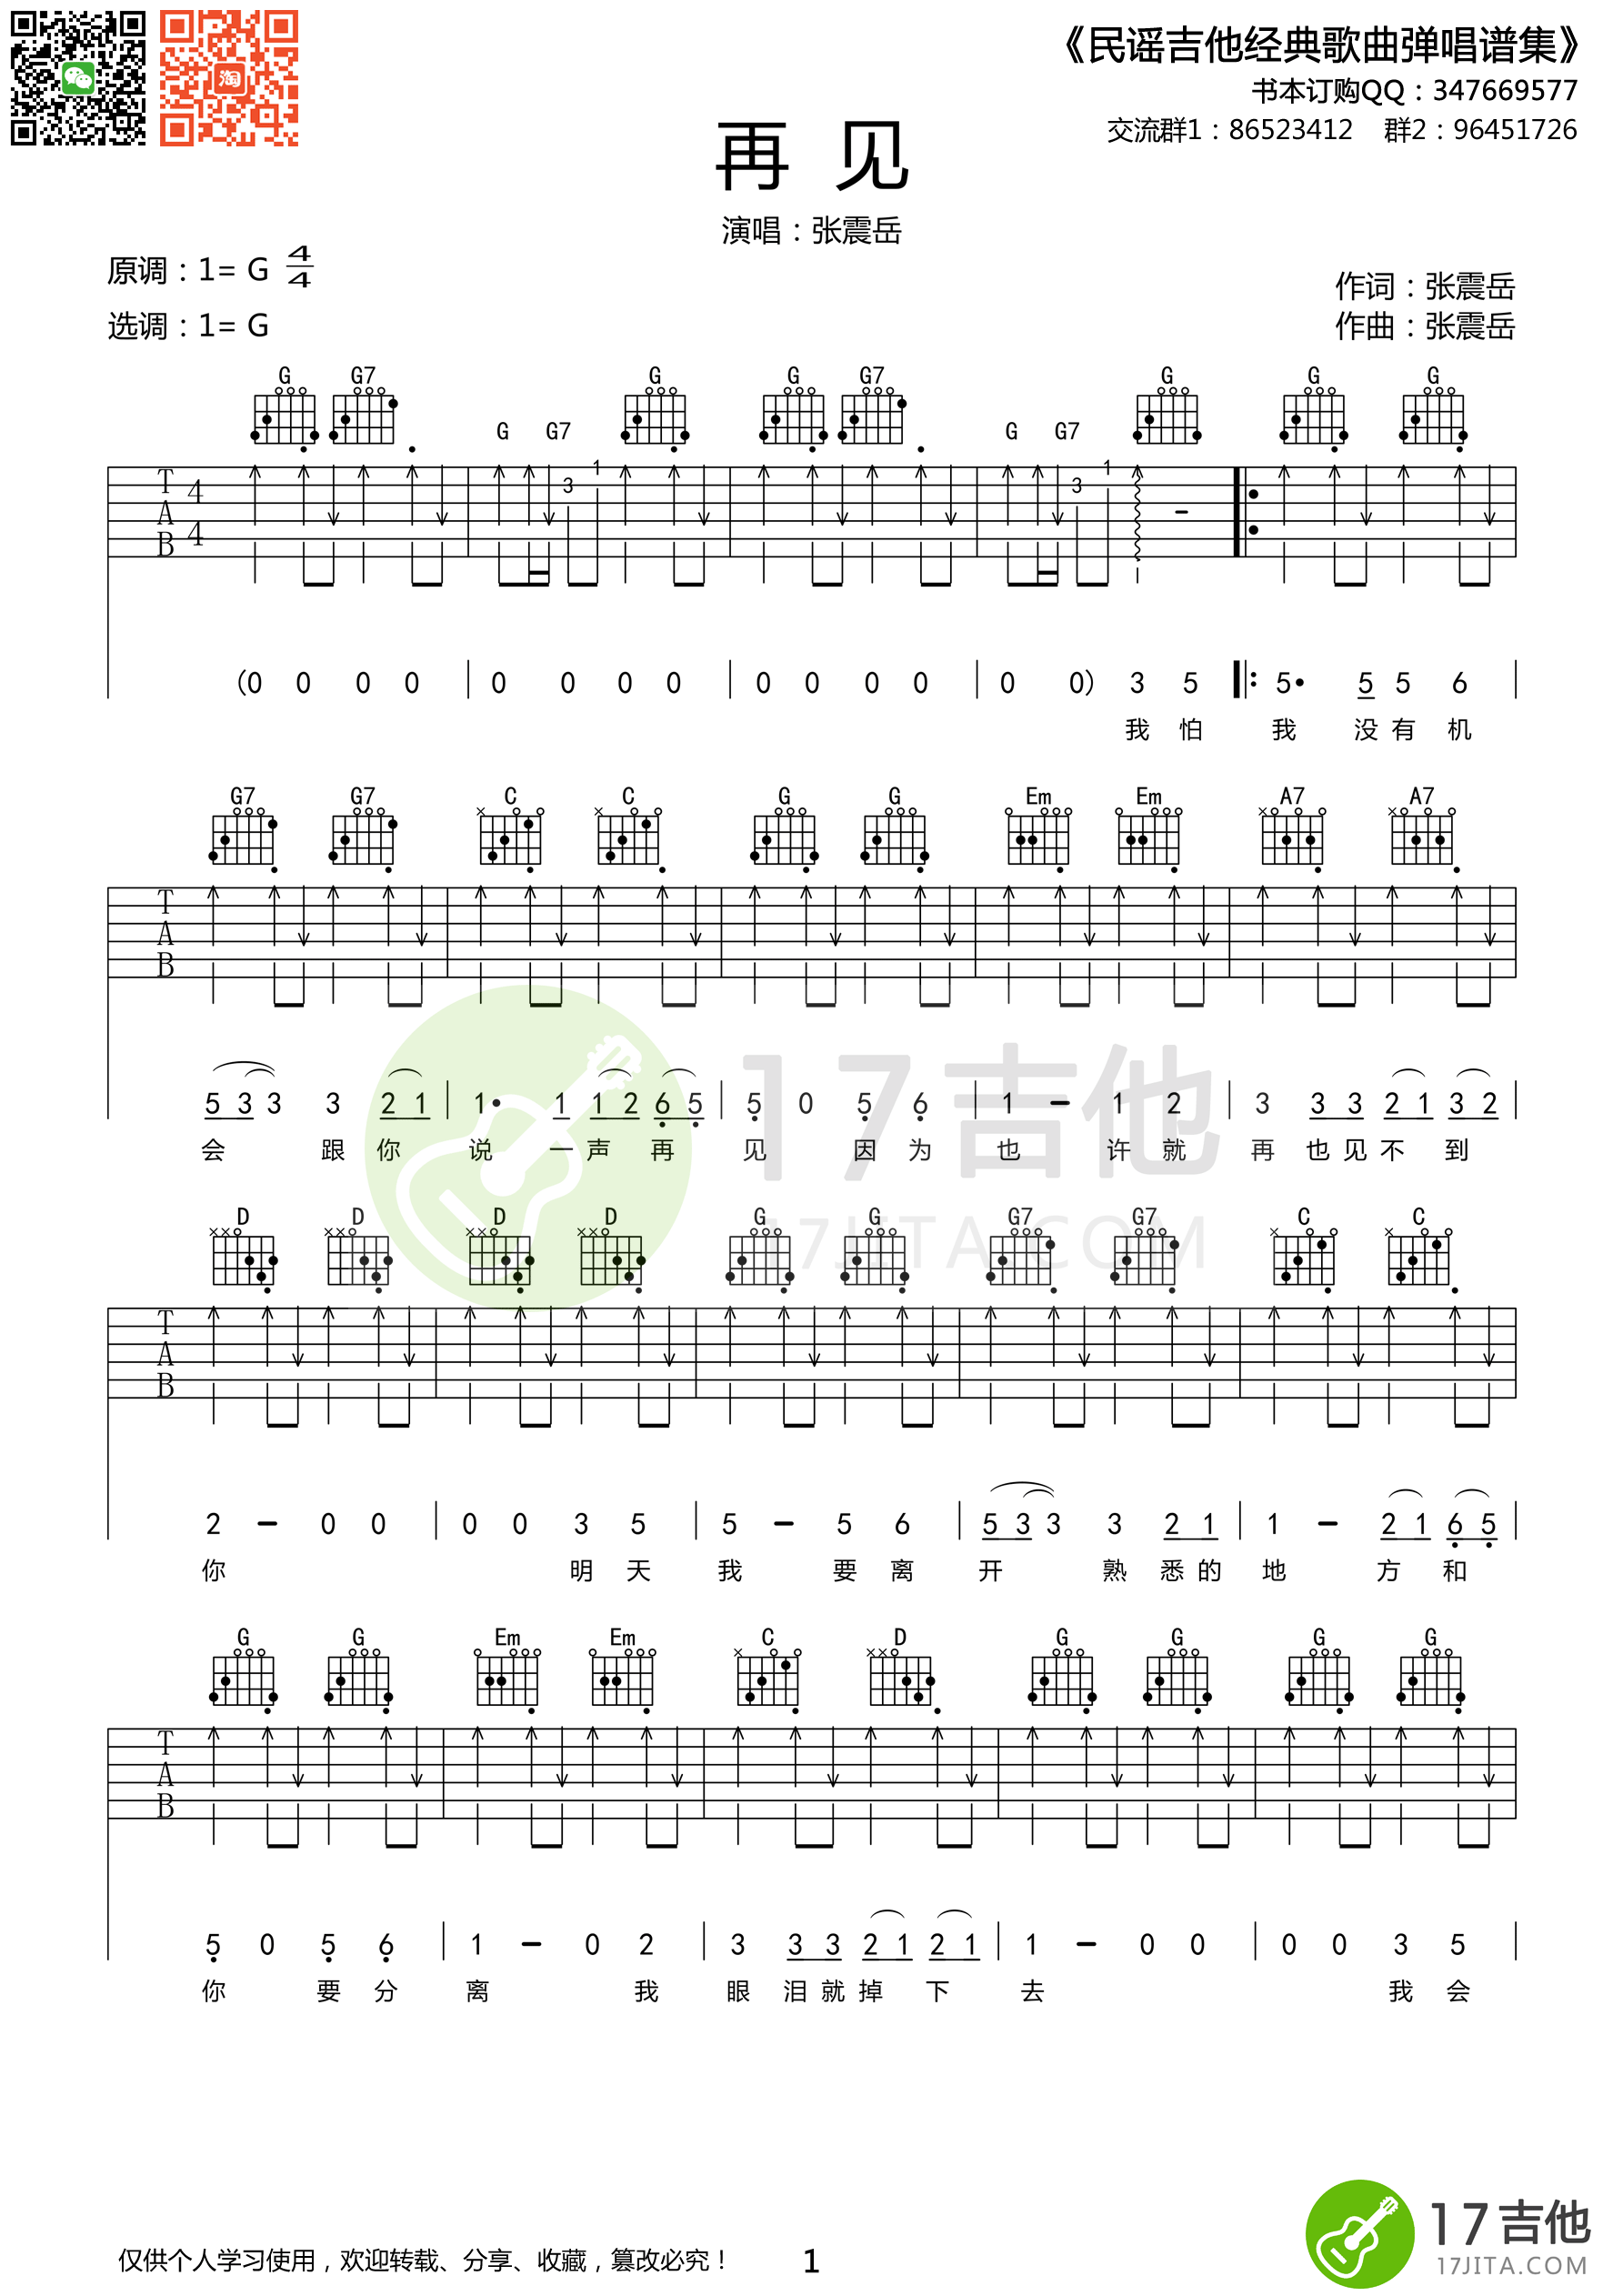 《民谣吉他经典歌曲弹唱谱集》
书本订购QQ：347669577
交流群1：86523412 群2：96451726
再 见
演唱：张震岳
原调：1= G 4/4
选调：1= G
作词：张震岳
作曲：张震岳
G G7 G G7 G G G7 G G7 G G G
T A B 4 4 3 1 3 1 -
(0 0 0 0 | 0 0 0 0 | 0 0 0 0 | 0 0) 3 5 |: 5· 5 5 6 |
我 怕 我 没 有 机
G7 G7 C C G G Em Em A7 A7
T A B
5 3 3 3 2 1 | 1· 1 1 2 6 5 | 5 0 5 6 | 1 - 1 2 | 3 3 3 2 1 3 2 |
会 跟 你 说 一 声 再 见 因 为 也 许 就 再 也 见 不 到
17吉他
17JITA.COM
D D D D G G G7 G7 C C
T A B
2 - 0 0 | 0 0 3 5 | 5 - 5 6 | 5 3 3 3 2 1 | 1 - 2 1 6 5 |
你 明 天 我 要 离 开 熟 悉 的 地 方 和
G G Em Em C D G G G G
T A B
5 0 5 6 | 1 - 0 2 | 3 3 3 2 1 2 1 | 1 - 0 0 | 0 0 3 5 |
你 要 分 离 我 眼 泪 就 掉 下 去 我 会
仅供个人学习使用，欢迎转载、分享、收藏，篡改必究！ 1
17吉他
17JITA.COM